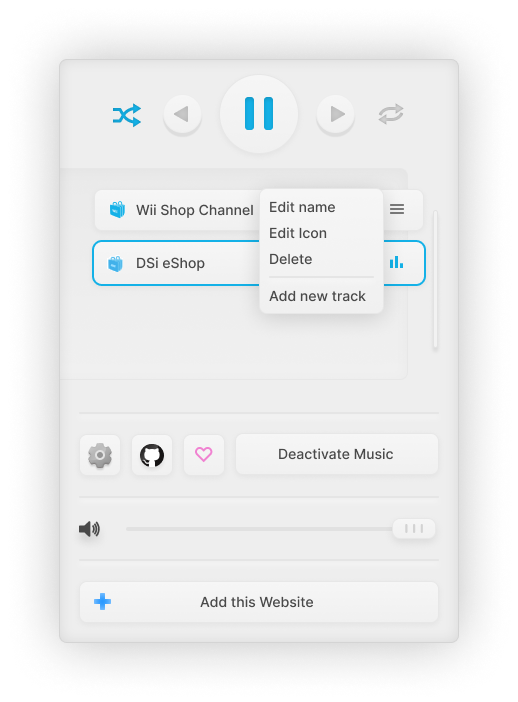 Wii Shop Channel
Edit name
Edit Icon
DSi eShop
Delete
Add new track
Deactivate Music
Add this Website